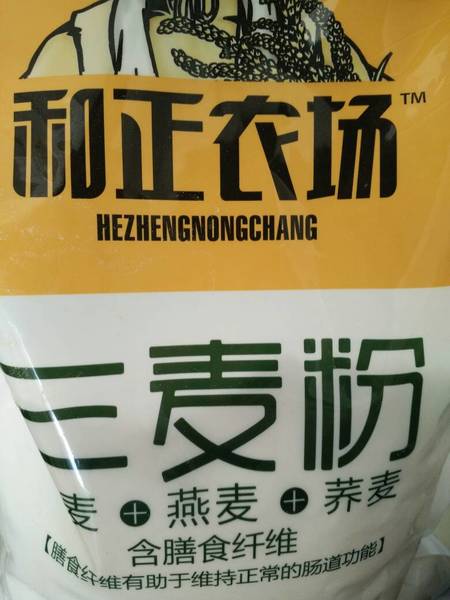 和正农场™
HEZHENGNONGCHANG
三麦粉
麦+燕麦+荞麦
含膳食纤维
【膳食纤维有助于维持正常的肠道功能】